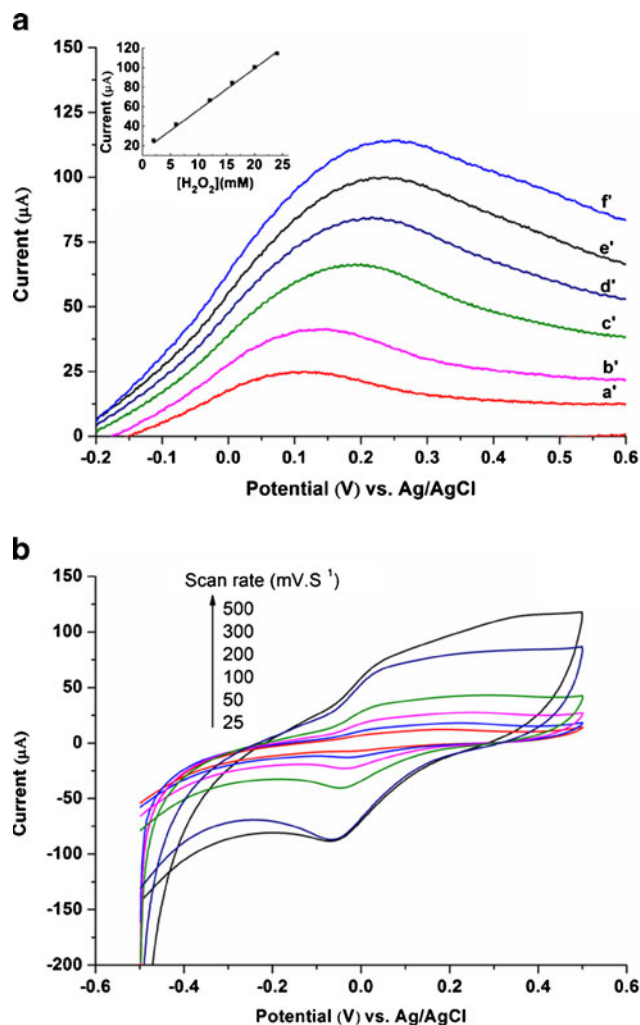 a
150
125
100
75
50
25
0
Current (µA)
120
100
80
60
40
20
Current (µA)
0 5 10 15 20 25
[H₂O₂](mM)
f'
e'
d'
c'
b'
a'
-0.2 -0.1 0.0 0.1 0.2 0.3 0.4 0.5 0.6
Potential (V) vs. Ag/AgCl
b
150
100
50
0
-50
-100
-150
-200
Current (µA)
Scan rate (mV.S ¹)
500
300
200
100
50
25
-0.6 -0.4 -0.2 0.0 0.2 0.4 0.6
Potential (V) vs. Ag/AgCl